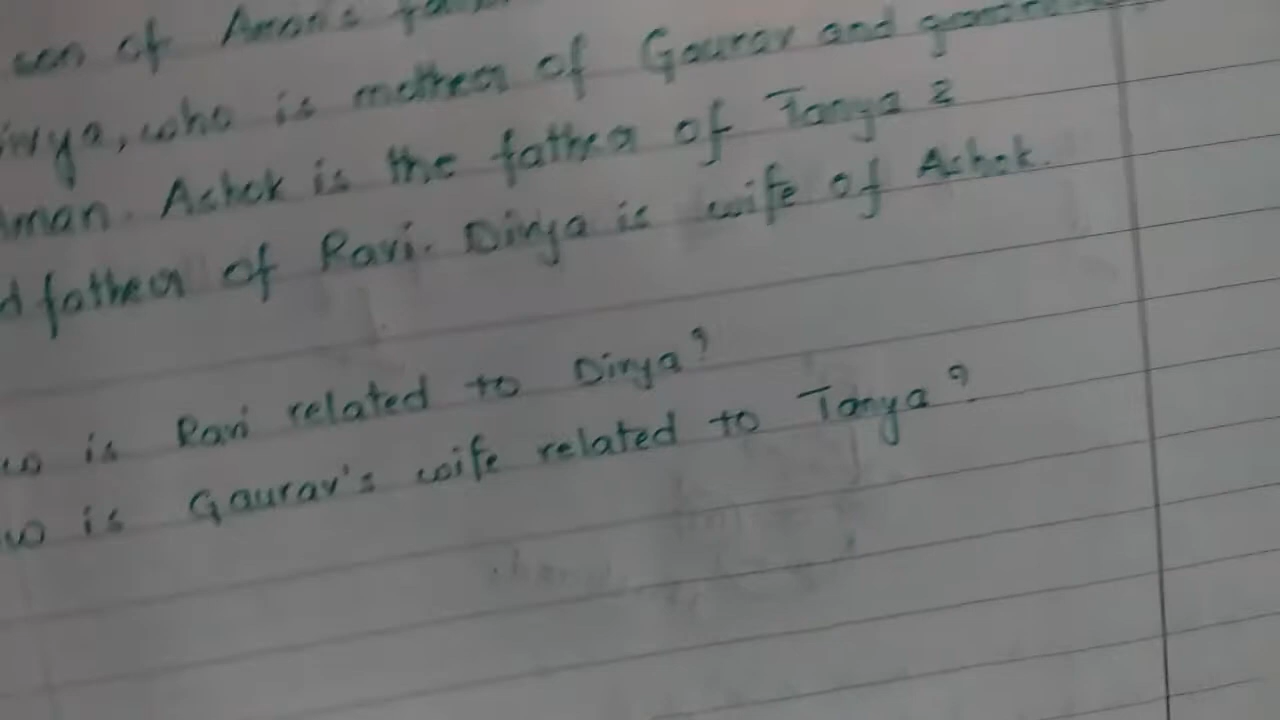 son of Aman's
who is mother of Gaurav and
Ashok is the father of Tanya &
father of Ravi. Divya is wife of Ashok.
is Ravi related to Divya?
is Gaurav's wife related to Tanya?